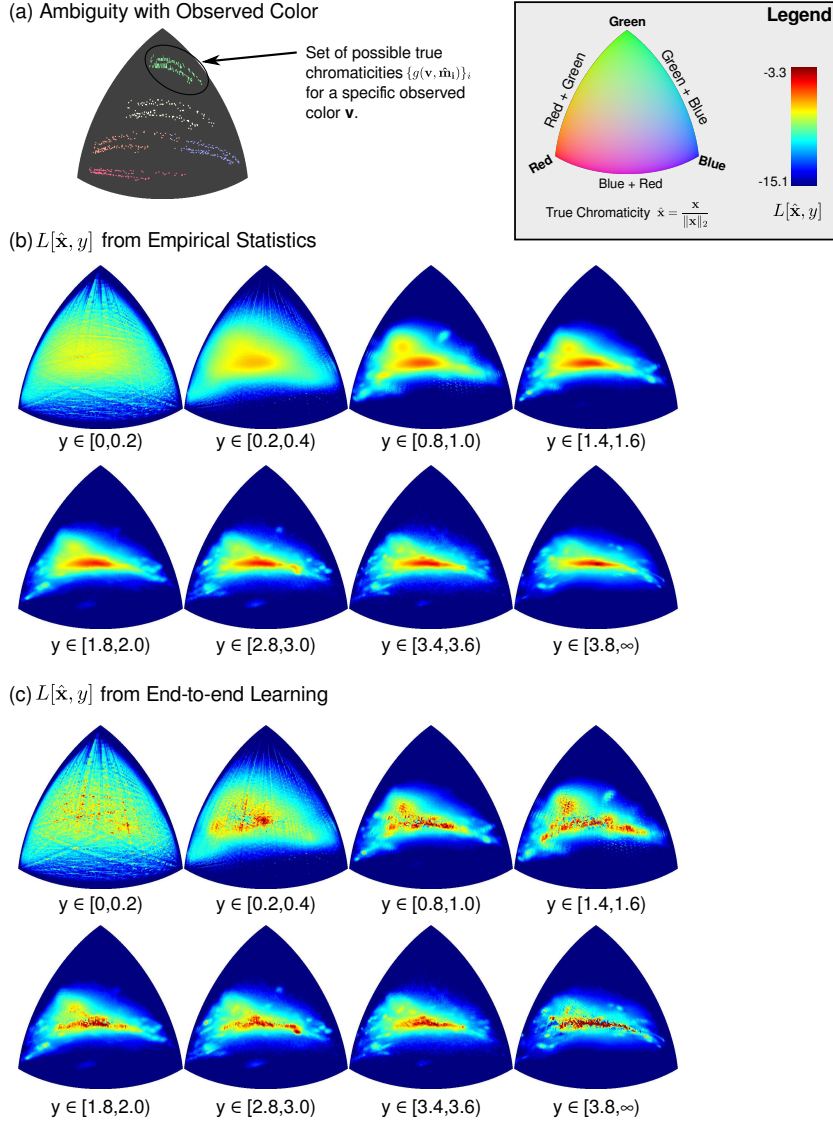 (a) Ambiguity with Observed Color
Set of possible true
chromaticities {g(v, m̂i)}i
for a specific observed
color v.
Legend
Green
Red + Green
Green + Blue
Red
Blue
Blue + Red
True Chromaticity x̂ = x / ‖x‖2
-3.3
-15.1
L[x̂, y]
(b) L[x̂, y] from Empirical Statistics
y ∈ [0,0.2)
y ∈ [0.2,0.4)
y ∈ [0.8,1.0)
y ∈ [1.4,1.6)
y ∈ [1.8,2.0)
y ∈ [2.8,3.0)
y ∈ [3.4,3.6)
y ∈ [3.8,∞)
(c) L[x̂, y] from End-to-end Learning
y ∈ [0,0.2)
y ∈ [0.2,0.4)
y ∈ [0.8,1.0)
y ∈ [1.4,1.6)
y ∈ [1.8,2.0)
y ∈ [2.8,3.0)
y ∈ [3.4,3.6)
y ∈ [3.8,∞)